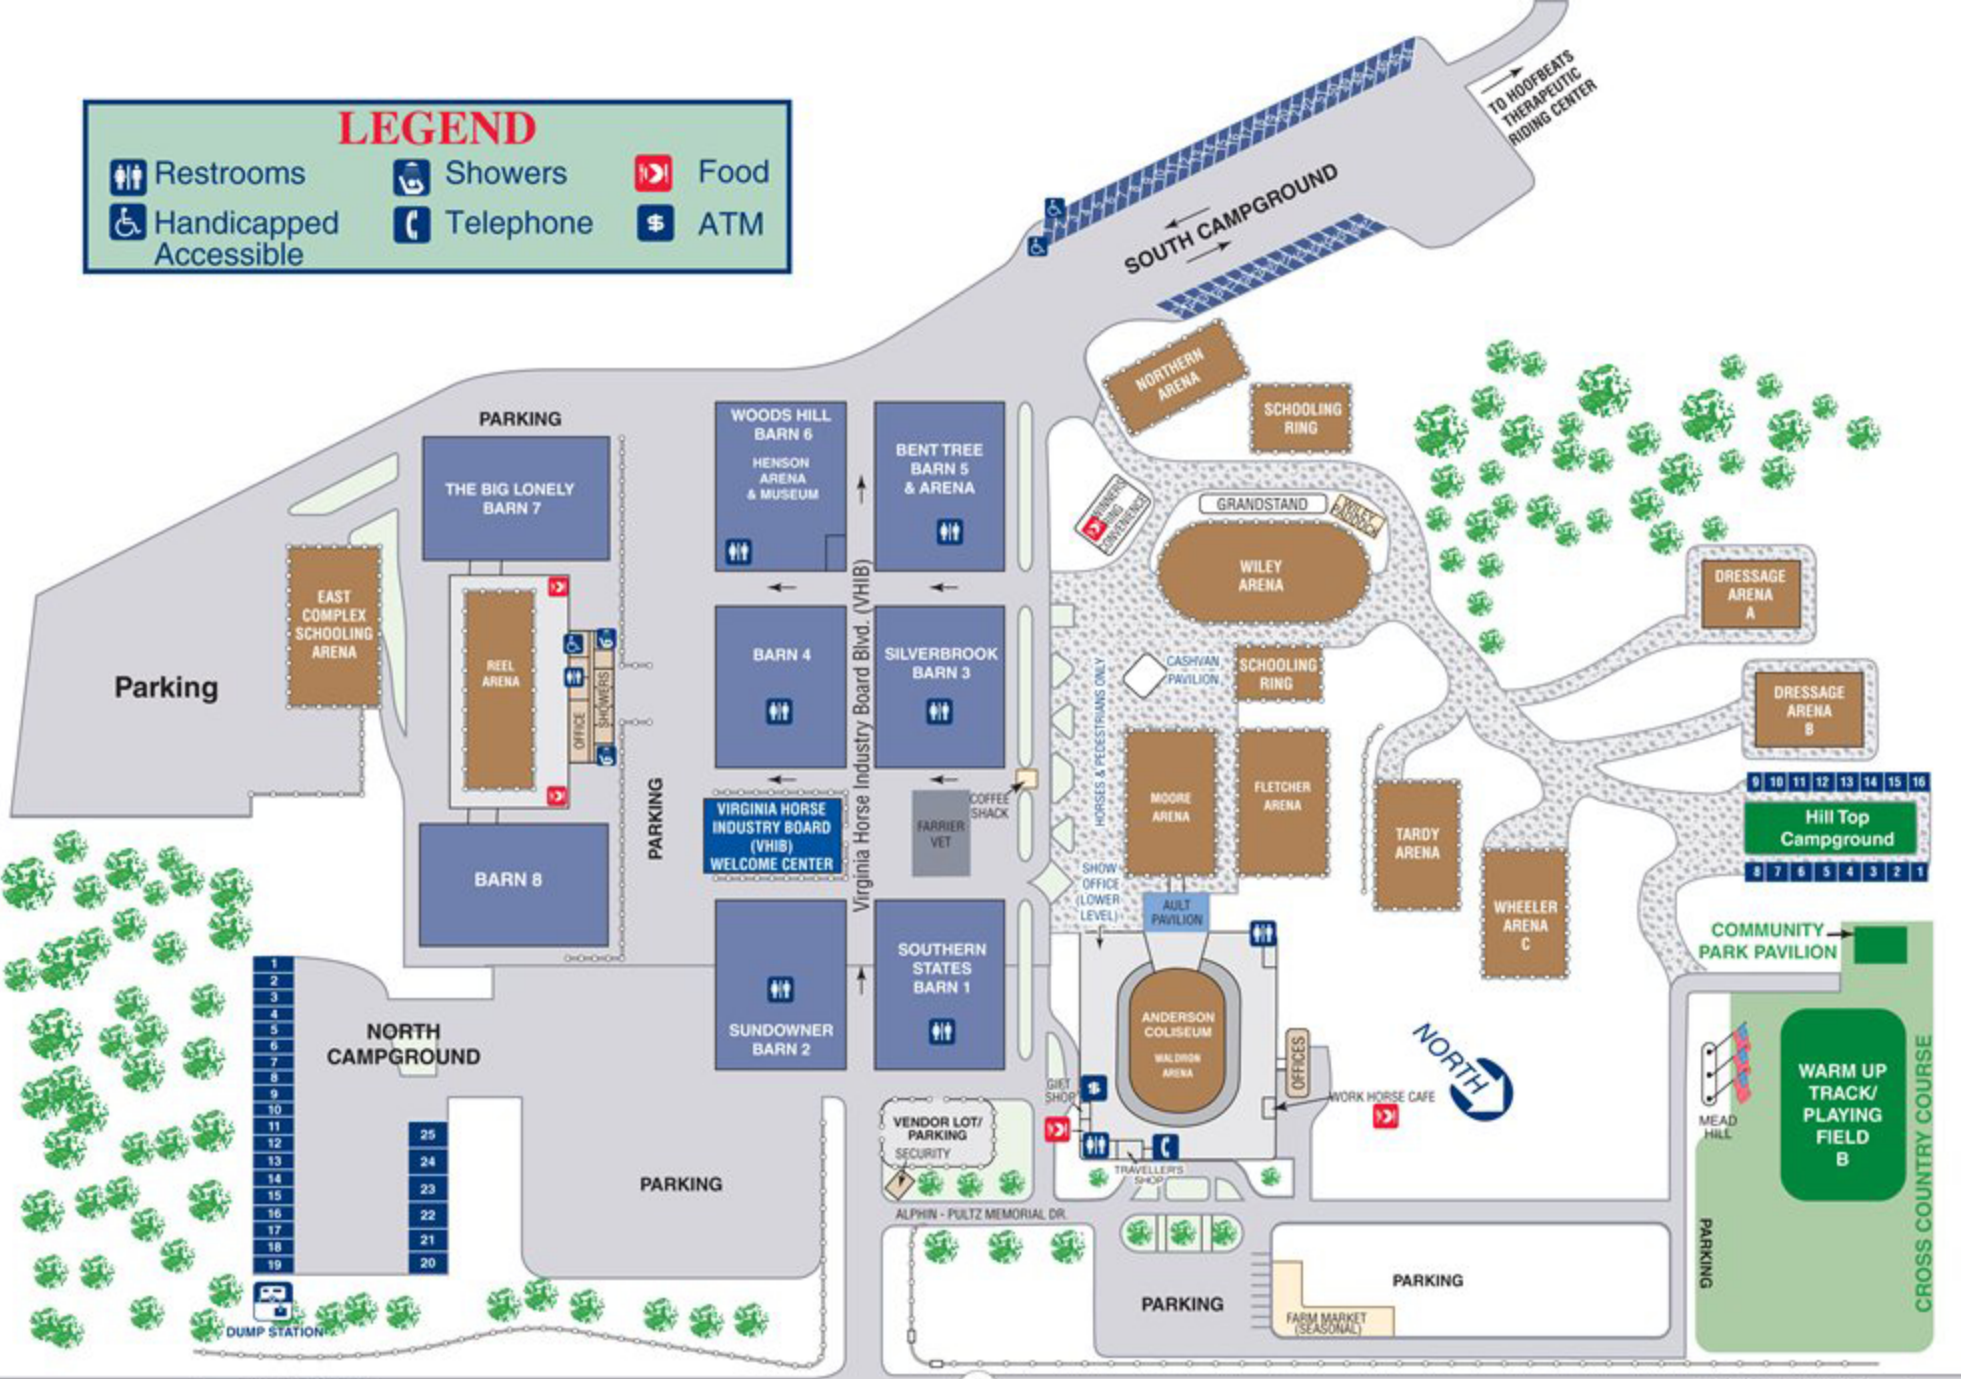 LEGEND
Restrooms
Showers
Food
Handicapped
Accessible
Telephone
$
ATM
TO HOOFBEATS
THERAPEUTIC
RIDING CENTER
SOUTH CAMPGROUND
NORTHERN
ARENA
SCHOOLING
RING
PARKING
THE BIG LONELY
BARN 7
WOODS HILL
BARN 6
HENSON
ARENA
& MUSEUM
BENT TREE
BARN 5
& ARENA
WINNERS
RING
CONVENIENCE
GRANDSTAND
WILEY
PADDOCK
WILEY
ARENA
DRESSAGE
ARENA
A
EAST
COMPLEX
SCHOOLING
ARENA
Parking
REEL
ARENA
OFFICE
SHOWERS
PARKING
BARN 4
SILVERBROOK
BARN 3
Virginia Horse Industry Board Blvd. (VHIB)
HORSES & PEDESTRIANS ONLY
CASHVAN
PAVILION
SCHOOLING
RING
DRESSAGE
ARENA
B
MOORE
ARENA
FLETCHER
ARENA
TARDY
ARENA
WHEELER
ARENA
C
9 10 11 12 13 14 15 16
Hill Top
Campground
8 7 6 5 4 3 2 1
COFFEE
SHACK
FARRIER
VET
VIRGINIA HORSE
INDUSTRY BOARD
(VHIB)
WELCOME CENTER
BARN 8
SHOW
OFFICE
(LOWER
LEVEL)
AULT
PAVILION
COMMUNITY
PARK PAVILION
SUNDOWNER
BARN 2
SOUTHERN
STATES
BARN 1
ANDERSON
COLISEUM
WALDRON
ARENA
OFFICES
NORTH
GIFT
SHOP
$
WORK HORSE CAFE
TRAVELLER'S
SHOP
MEAD
HILL
WARM UP
TRACK/
PLAYING
FIELD
B
CROSS COUNTRY COURSE
PARKING
NORTH
CAMPGROUND
1
2
3
4
5
6
7
8
9
10
11
12
13
14
15
16
17
18
19
25
24
23
22
21
20
DUMP STATION
PARKING
VENDOR LOT/
PARKING
SECURITY
ALPHIN - PULTZ MEMORIAL DR.
PARKING
PARKING
FARM MARKET
(SEASONAL)